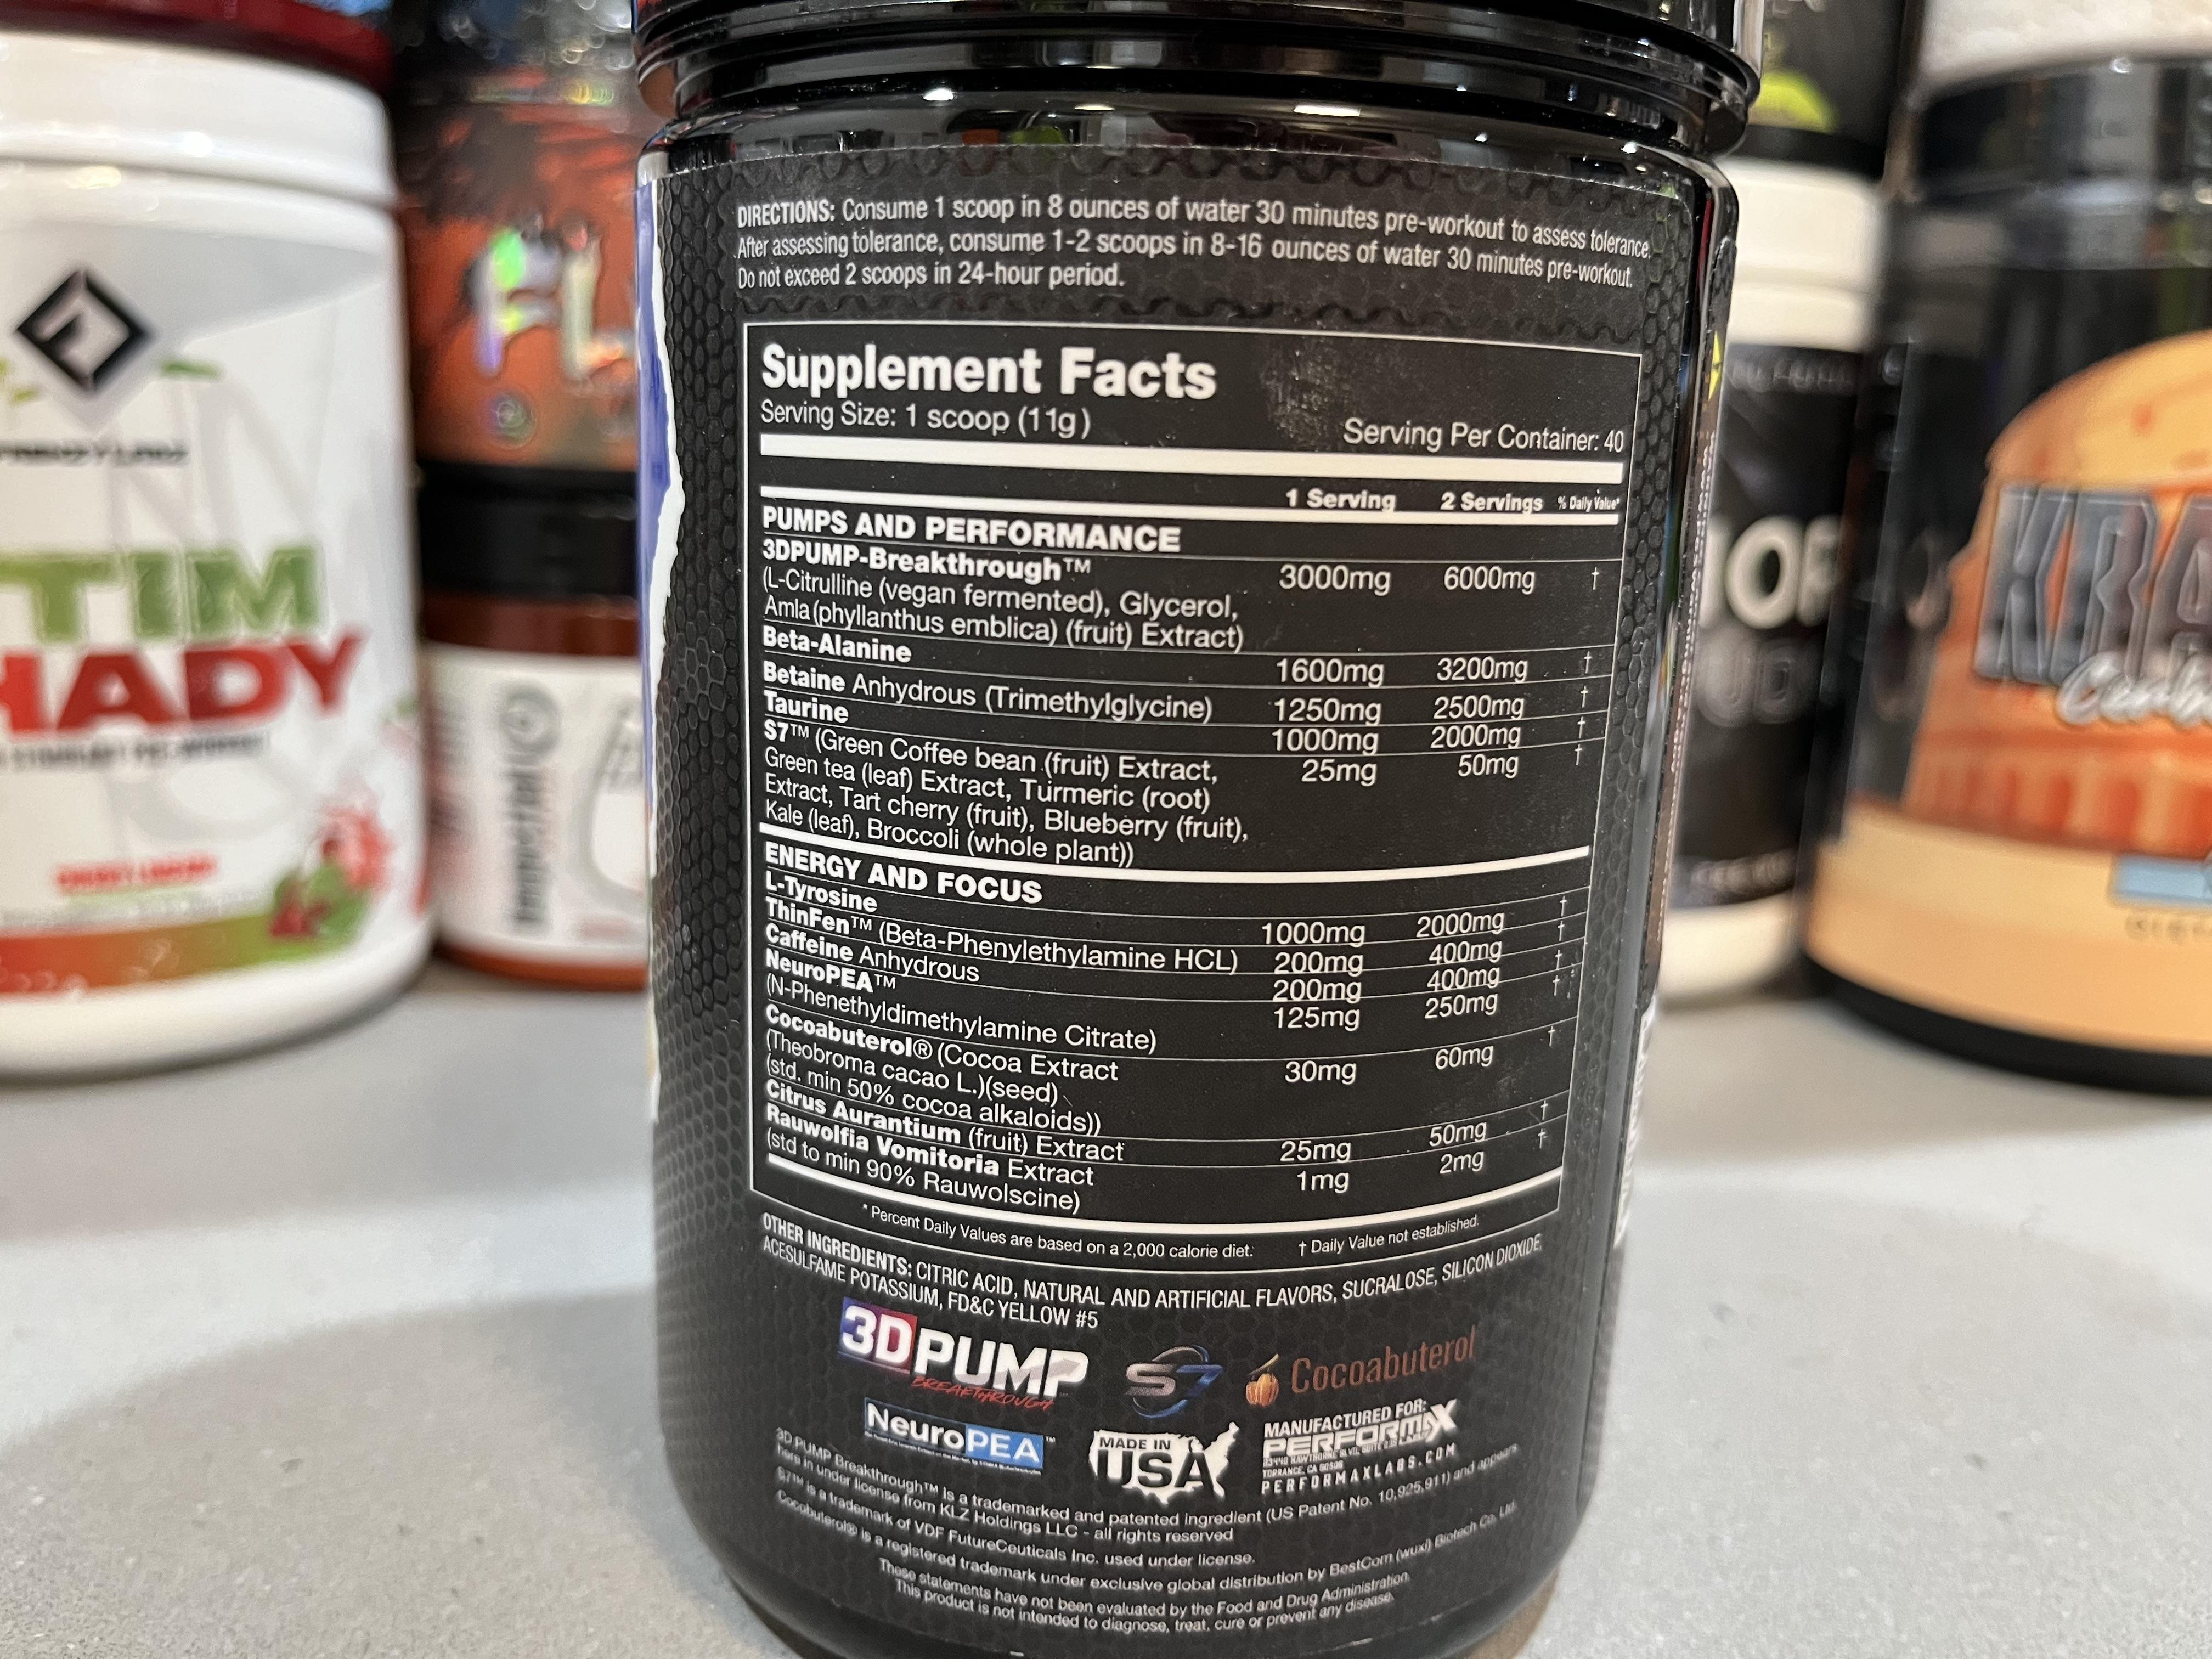 DIRECTIONS: Consume 1 scoop in 8 ounces of water 30 minutes pre-workout to assess tolerance.
After assessing tolerance, consume 1-2 scoops in 8-16 ounces of water 30 minutes pre-workout.
Do not exceed 2 scoops in 24-hour period.
Supplement Facts
Serving Size: 1 scoop (11g)
Serving Per Container: 40
1 Serving 2 Servings % Daily Value*
PUMPS AND PERFORMANCE
3DPUMP-Breakthrough™ 3000mg 6000mg †
(L-Citrulline (vegan fermented), Glycerol,
Amla (phyllanthus emblica) (fruit) Extract)
Beta-Alanine 1600mg 3200mg †
Betaine Anhydrous (Trimethylglycine) 1250mg 2500mg †
Taurine 1000mg 2000mg †
S7™ (Green Coffee bean (fruit) Extract, 25mg 50mg †
Green tea (leaf) Extract, Turmeric (root)
Extract, Tart cherry (fruit), Blueberry (fruit),
Kale (leaf), Broccoli (whole plant))
ENERGY AND FOCUS
L-Tyrosine 1000mg 2000mg †
ThinFen™ (Beta-Phenylethylamine HCL) 200mg 400mg †
Caffeine Anhydrous 200mg 400mg †
NeuroPEA™ 125mg 250mg †
(N-Phenethyldimethylamine Citrate)
Cocoabuterol® (Cocoa Extract 30mg 60mg †
(Theobroma cacao L.)(seed)
(std. min 50% cocoa alkaloids))
Citrus Aurantium (fruit) Extract 25mg 50mg †
Rauwolfia Vomitoria Extract 1mg 2mg †
(std to min 90% Rauwolscine)
* Percent Daily Values are based on a 2,000 calorie diet. † Daily Value not established.
OTHER INGREDIENTS: CITRIC ACID, NATURAL AND ARTIFICIAL FLAVORS, SUCRALOSE, SILICON DIOXIDE,
ACESULFAME POTASSIUM, FD&C YELLOW #5
3DPUMP
BREAKTHROUGH
S7
Cocoabuterol
NeuroPEA™
MADE IN
USA
MANUFACTURED FOR:
PERFORMAX
TORRANCE, CA
PERFORMAXLABS.COM
3D PUMP Breakthrough™ is a trademarked and patented ingredient (US Patent No. 10,925,911) and appears
here in under license from KLZ Holdings LLC - all rights reserved
S7™ is a trademark of VDF FutureCeuticals Inc. used under license.
Cocobuterol® is a registered trademark under exclusive global distribution by BestCom (wuxi) Biotech Co, Ltd.
These statements have not been evaluated by the Food and Drug Administration.
This product is not intended to diagnose, treat, cure or prevent any disease.
TIM
HADY
FL
KRA